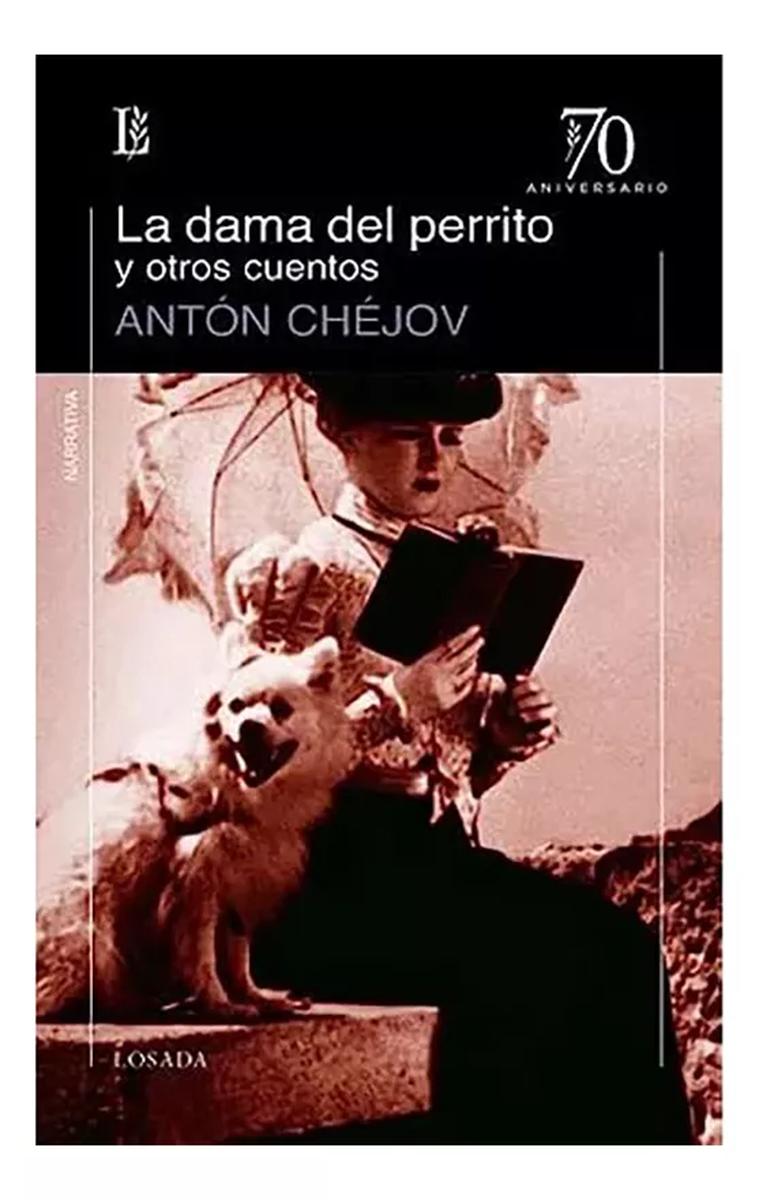 L
70
ANIVERSARIO
La dama del perrito
y otros cuentos
ANTÓN CHÉJOV
NARRATIVA
LOSADA